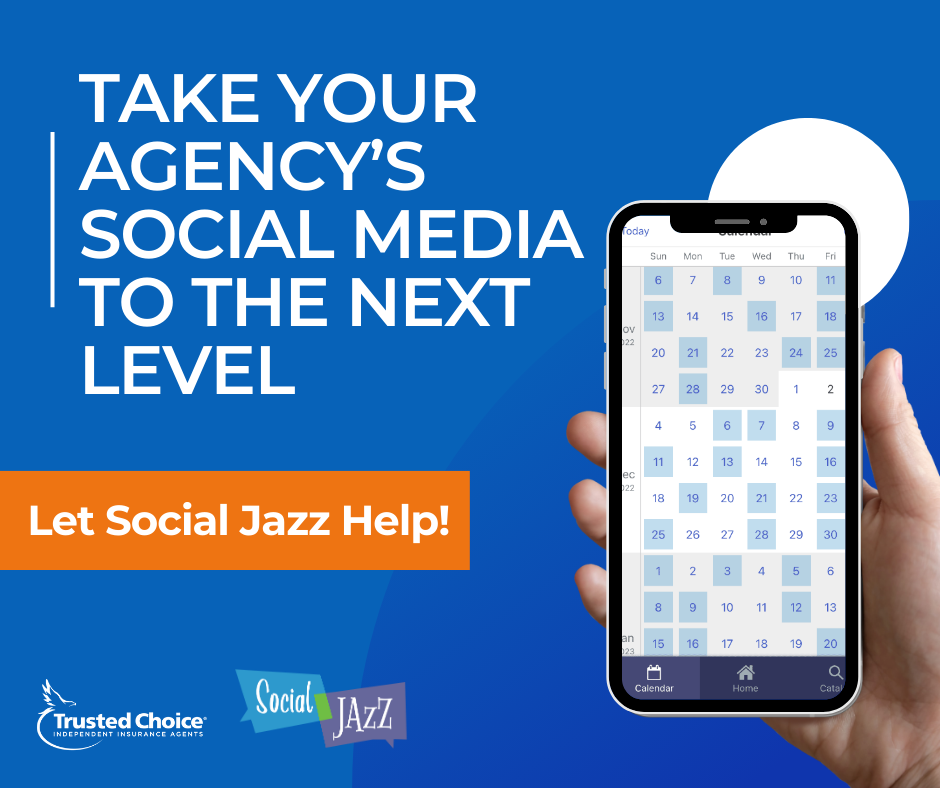 TAKE YOUR
AGENCY’S
SOCIAL MEDIA
TO THE NEXT
LEVEL
Let Social Jazz Help!
Trusted Choice®
INDEPENDENT INSURANCE AGENTS
Social
JAzZ
Today Calendar
Sun Mon Tue Wed Thu Fri
6 7 8 9 10 11
13 14 15 16 17 18
ov
022
20 21 22 23 24 25
27 28 29 30 1 2
4 5 6 7 8 9
11 12 13 14 15 16
ec
022
18 19 20 21 22 23
25 26 27 28 29 30
1 2 3 4 5 6
8 9 10 11 12 13
an
023
15 16 17 18 19 20
Calendar Home Catal